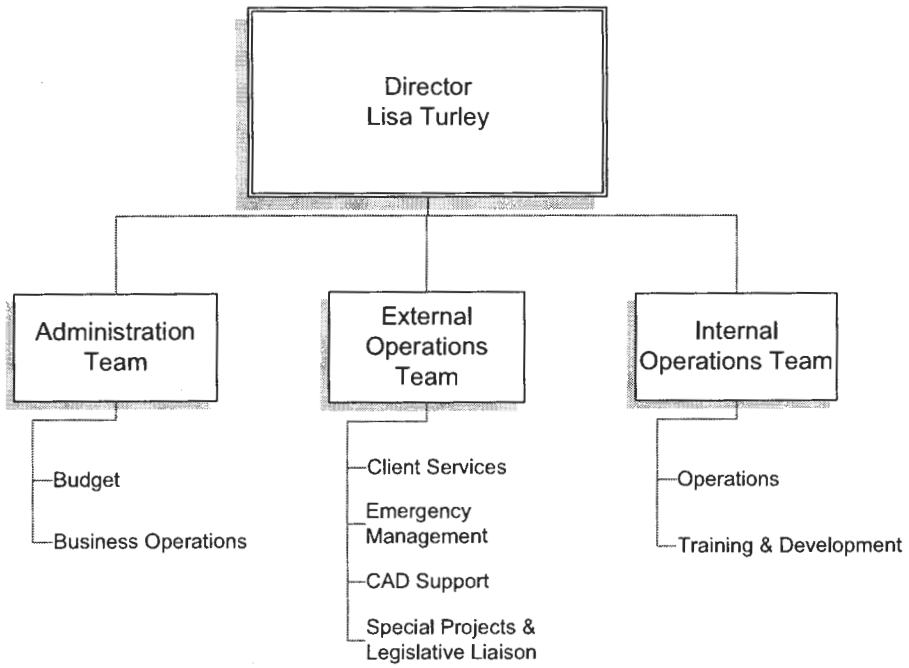 Director
Lisa Turley
Administration
Team
Budget
Business Operations
External
Operations
Team
Client Services
Emergency
Management
CAD Support
Special Projects &
Legislative Liaison
Internal
Operations Team
Operations
Training & Development